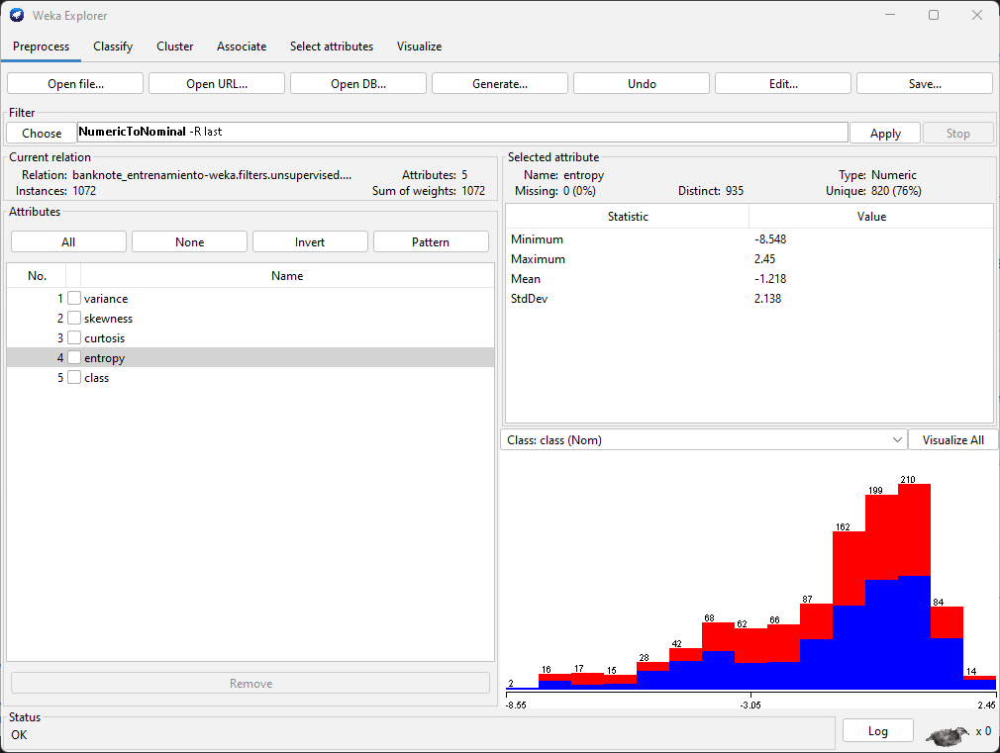 Weka Explorer
Preprocess Classify Cluster Associate Select attributes Visualize
Open file... Open URL... Open DB... Generate... Undo Edit... Save...
Filter
Choose NumericToNominal -R last Apply Stop
Current relation
Relation: banknote_entrenamiento-weka.filters.unsupervised.... Attributes: 5
Instances: 1072 Sum of weights: 1072
Attributes
All None Invert Pattern
No. Name
1 variance
2 skewness
3 curtosis
4 entropy
5 class
Remove
Selected attribute
Name: entropy Type: Numeric
Missing: 0 (0%) Distinct: 935 Unique: 820 (76%)
Statistic Value
Minimum -8.548
Maximum 2.45
Mean -1.218
StdDev 2.138
Class: class (Nom) Visualize All
2 16 17 15 28 42 68 62 66 87 162 199 210 84 14
-8.55 -3.05 2.45
Status
OK
Log x 0